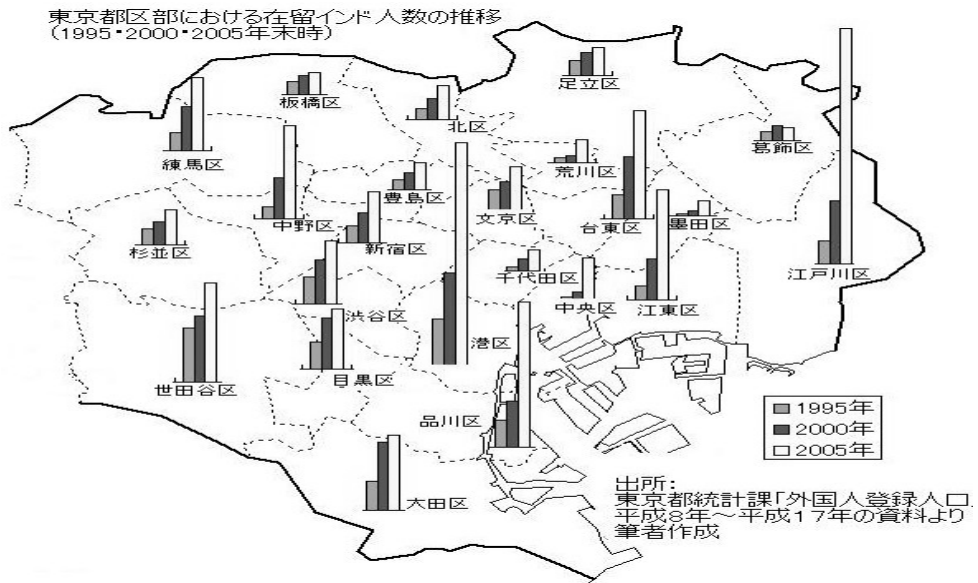 東京都区部における在留インド人数の推移
(1995・2000・2005年末時)
足立区
板橋区
北区
葛飾区
練馬区
荒川区
豊島区
文京区
中野区
台東区
墨田区
新宿区
杉並区
千代田区
江戸川区
中央区
江東区
渋谷区
港区
目黒区
世田谷区
品川区
1995年
2000年
2005年
大田区
出所：
東京都統計課「外国人登録人口」
平成8年～平成17年の資料より
筆者作成